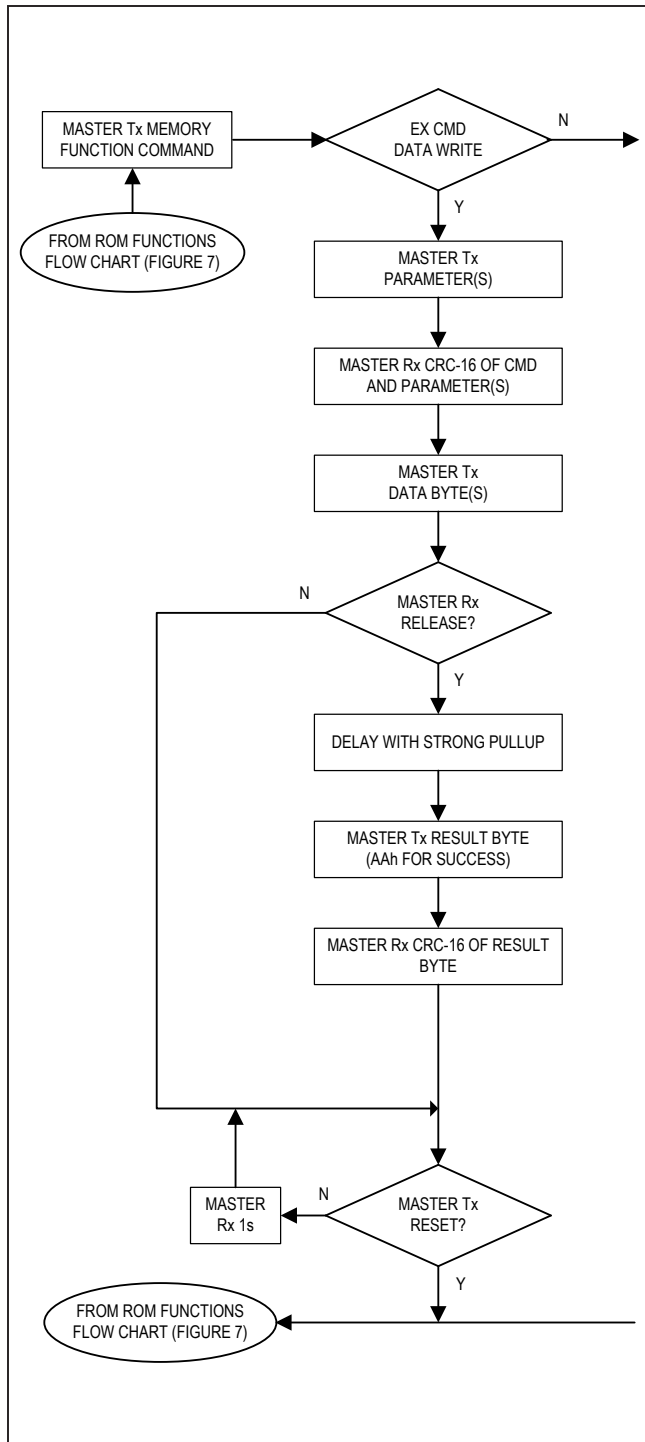 MASTER Tx MEMORY
FUNCTION COMMAND
EX CMD
DATA WRITE
N
Y
FROM ROM FUNCTIONS
FLOW CHART (FIGURE 7)
MASTER Tx
PARAMETER(S)
MASTER Rx CRC-16 OF CMD
AND PARAMETER(S)
MASTER Tx
DATA BYTE(S)
N
MASTER Rx
RELEASE?
Y
DELAY WITH STRONG PULLUP
MASTER Tx RESULT BYTE
(AAh FOR SUCCESS)
MASTER Rx CRC-16 OF RESULT
BYTE
MASTER
Rx 1s
N
MASTER Tx
RESET?
Y
FROM ROM FUNCTIONS
FLOW CHART (FIGURE 7)